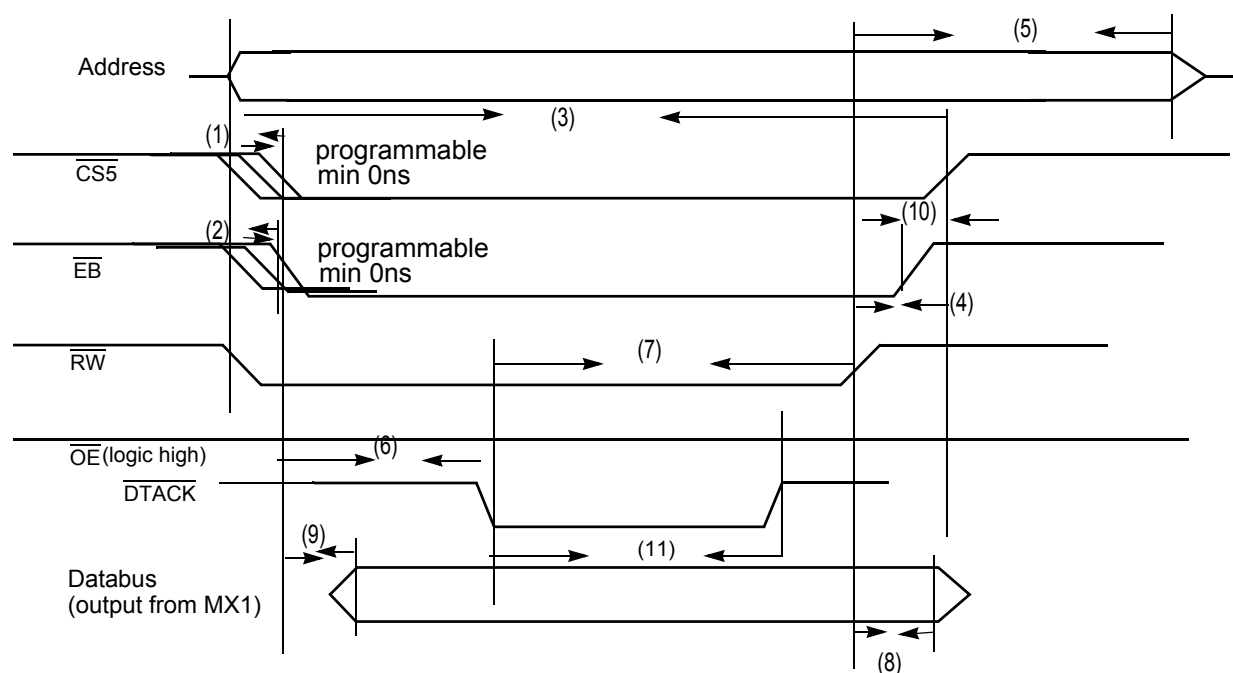 (5)
Address
(3)
(1)
programmable
min 0ns
CS5
(10)
(2)
programmable
min 0ns
EB
(4)
(7)
RW
(6)
OE (logic high)
DTACK
(9)
(11)
Databus
(output from MX1)
(8)